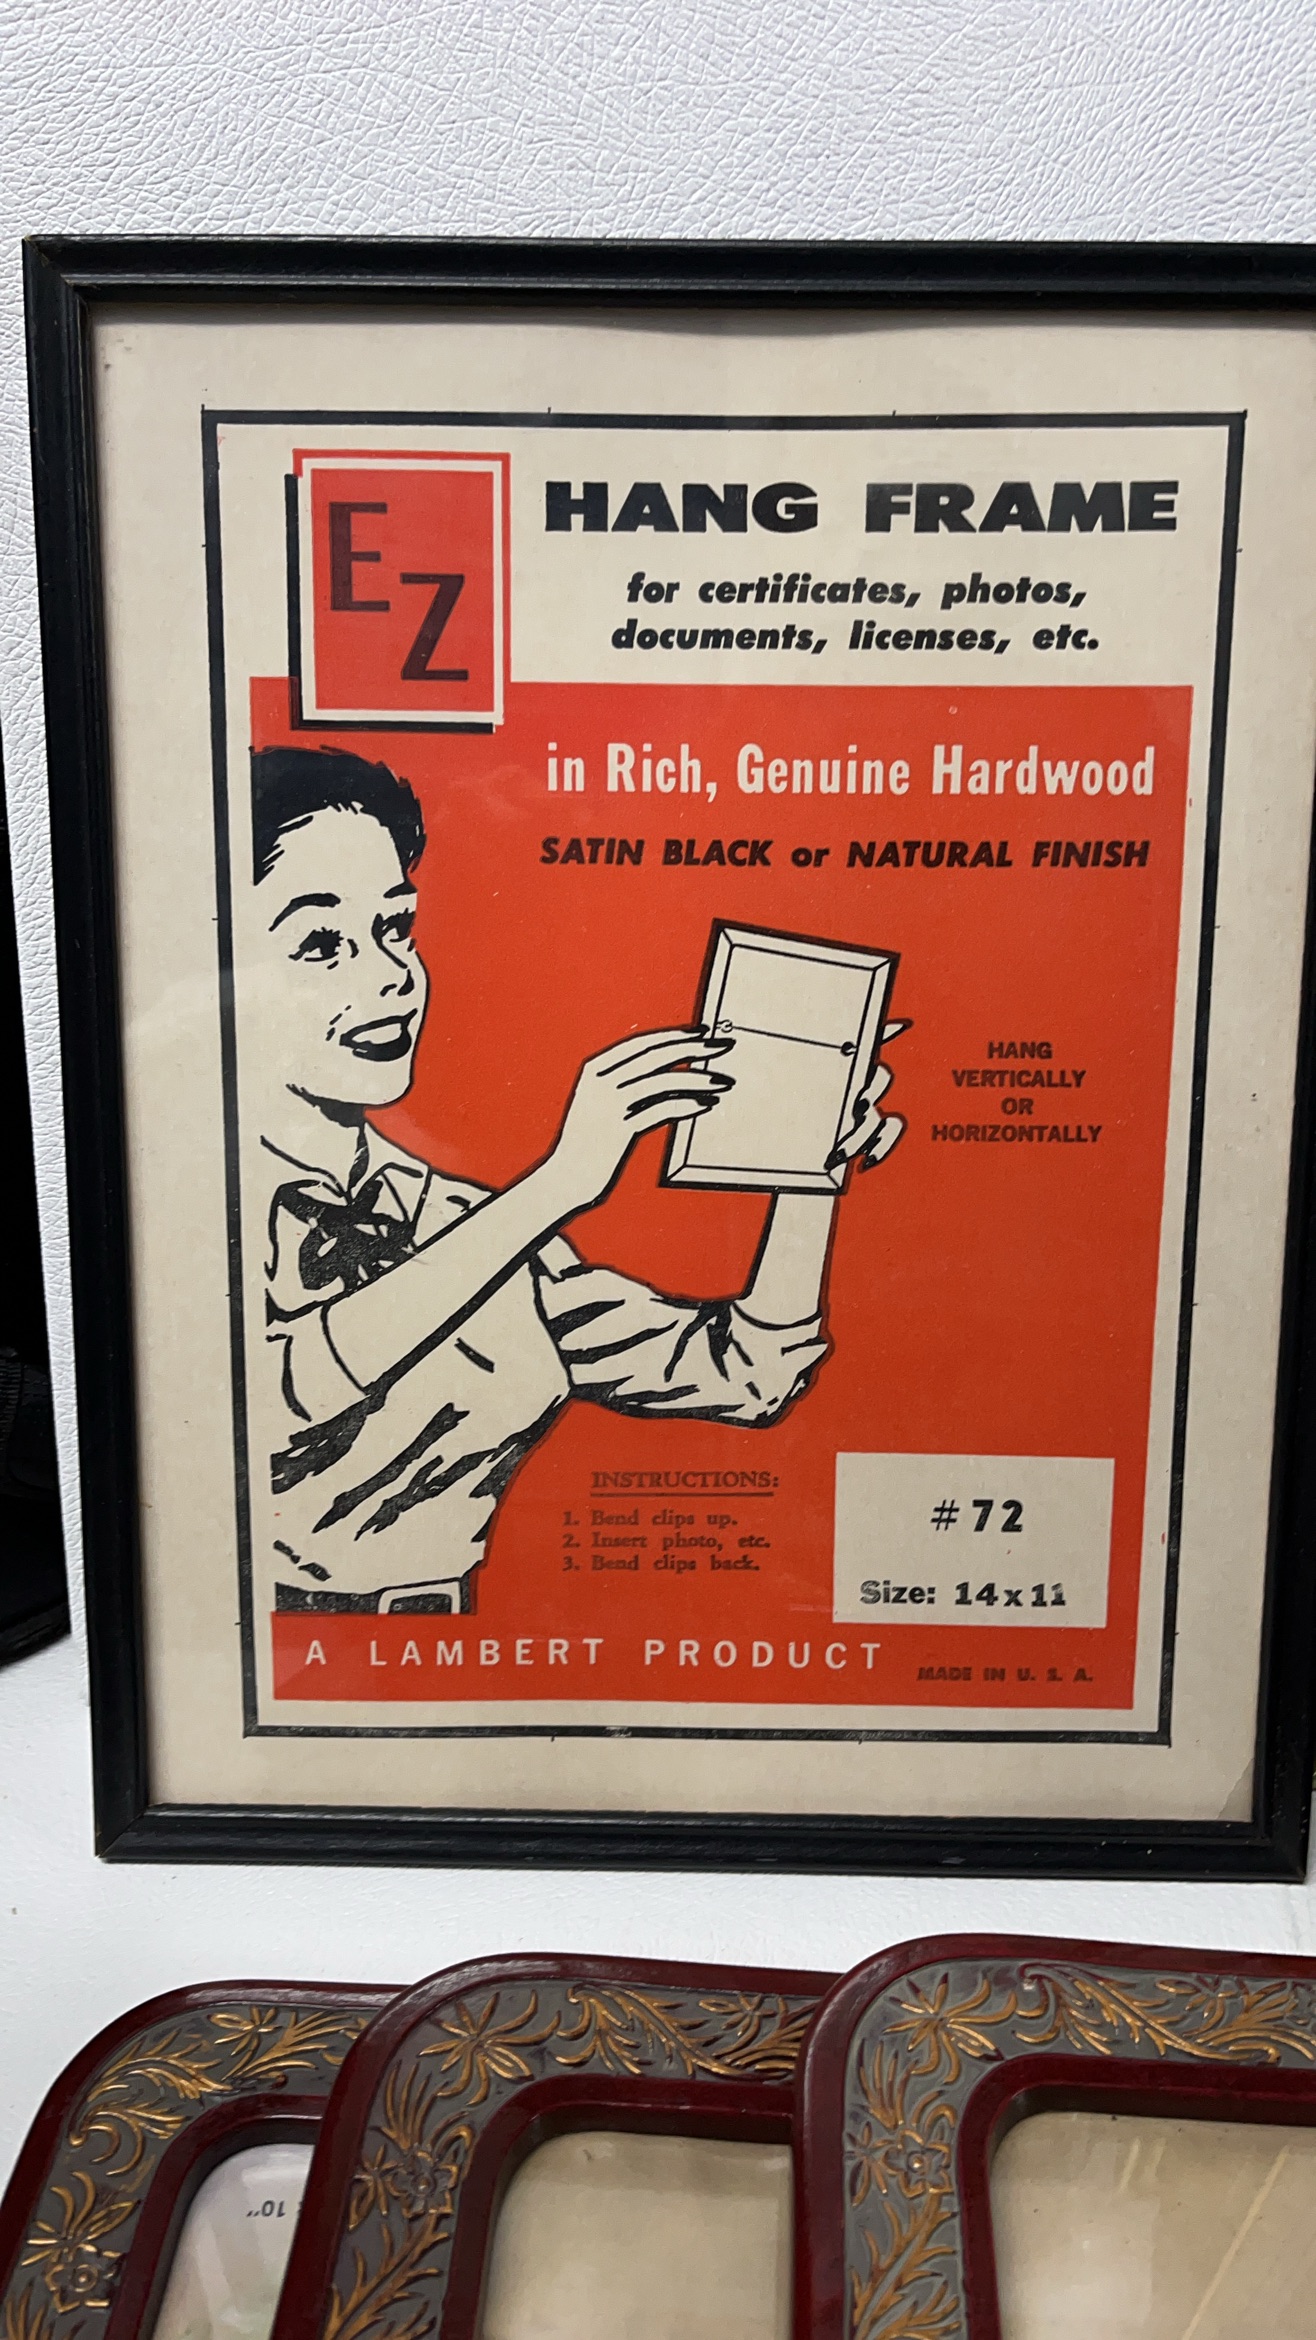 EZ
HANG FRAME
for certificates, photos,
documents, licenses, etc.
in Rich, Genuine Hardwood
SATIN BLACK or NATURAL FINISH
HANG
VERTICALLY
OR
HORIZONTALLY
INSTRUCTIONS:
1. Bend clips up.
2. Insert photo, etc.
3. Bend clips back.
#72
Size: 14x11
A LAMBERT PRODUCT
MADE IN U. S. A.
10"